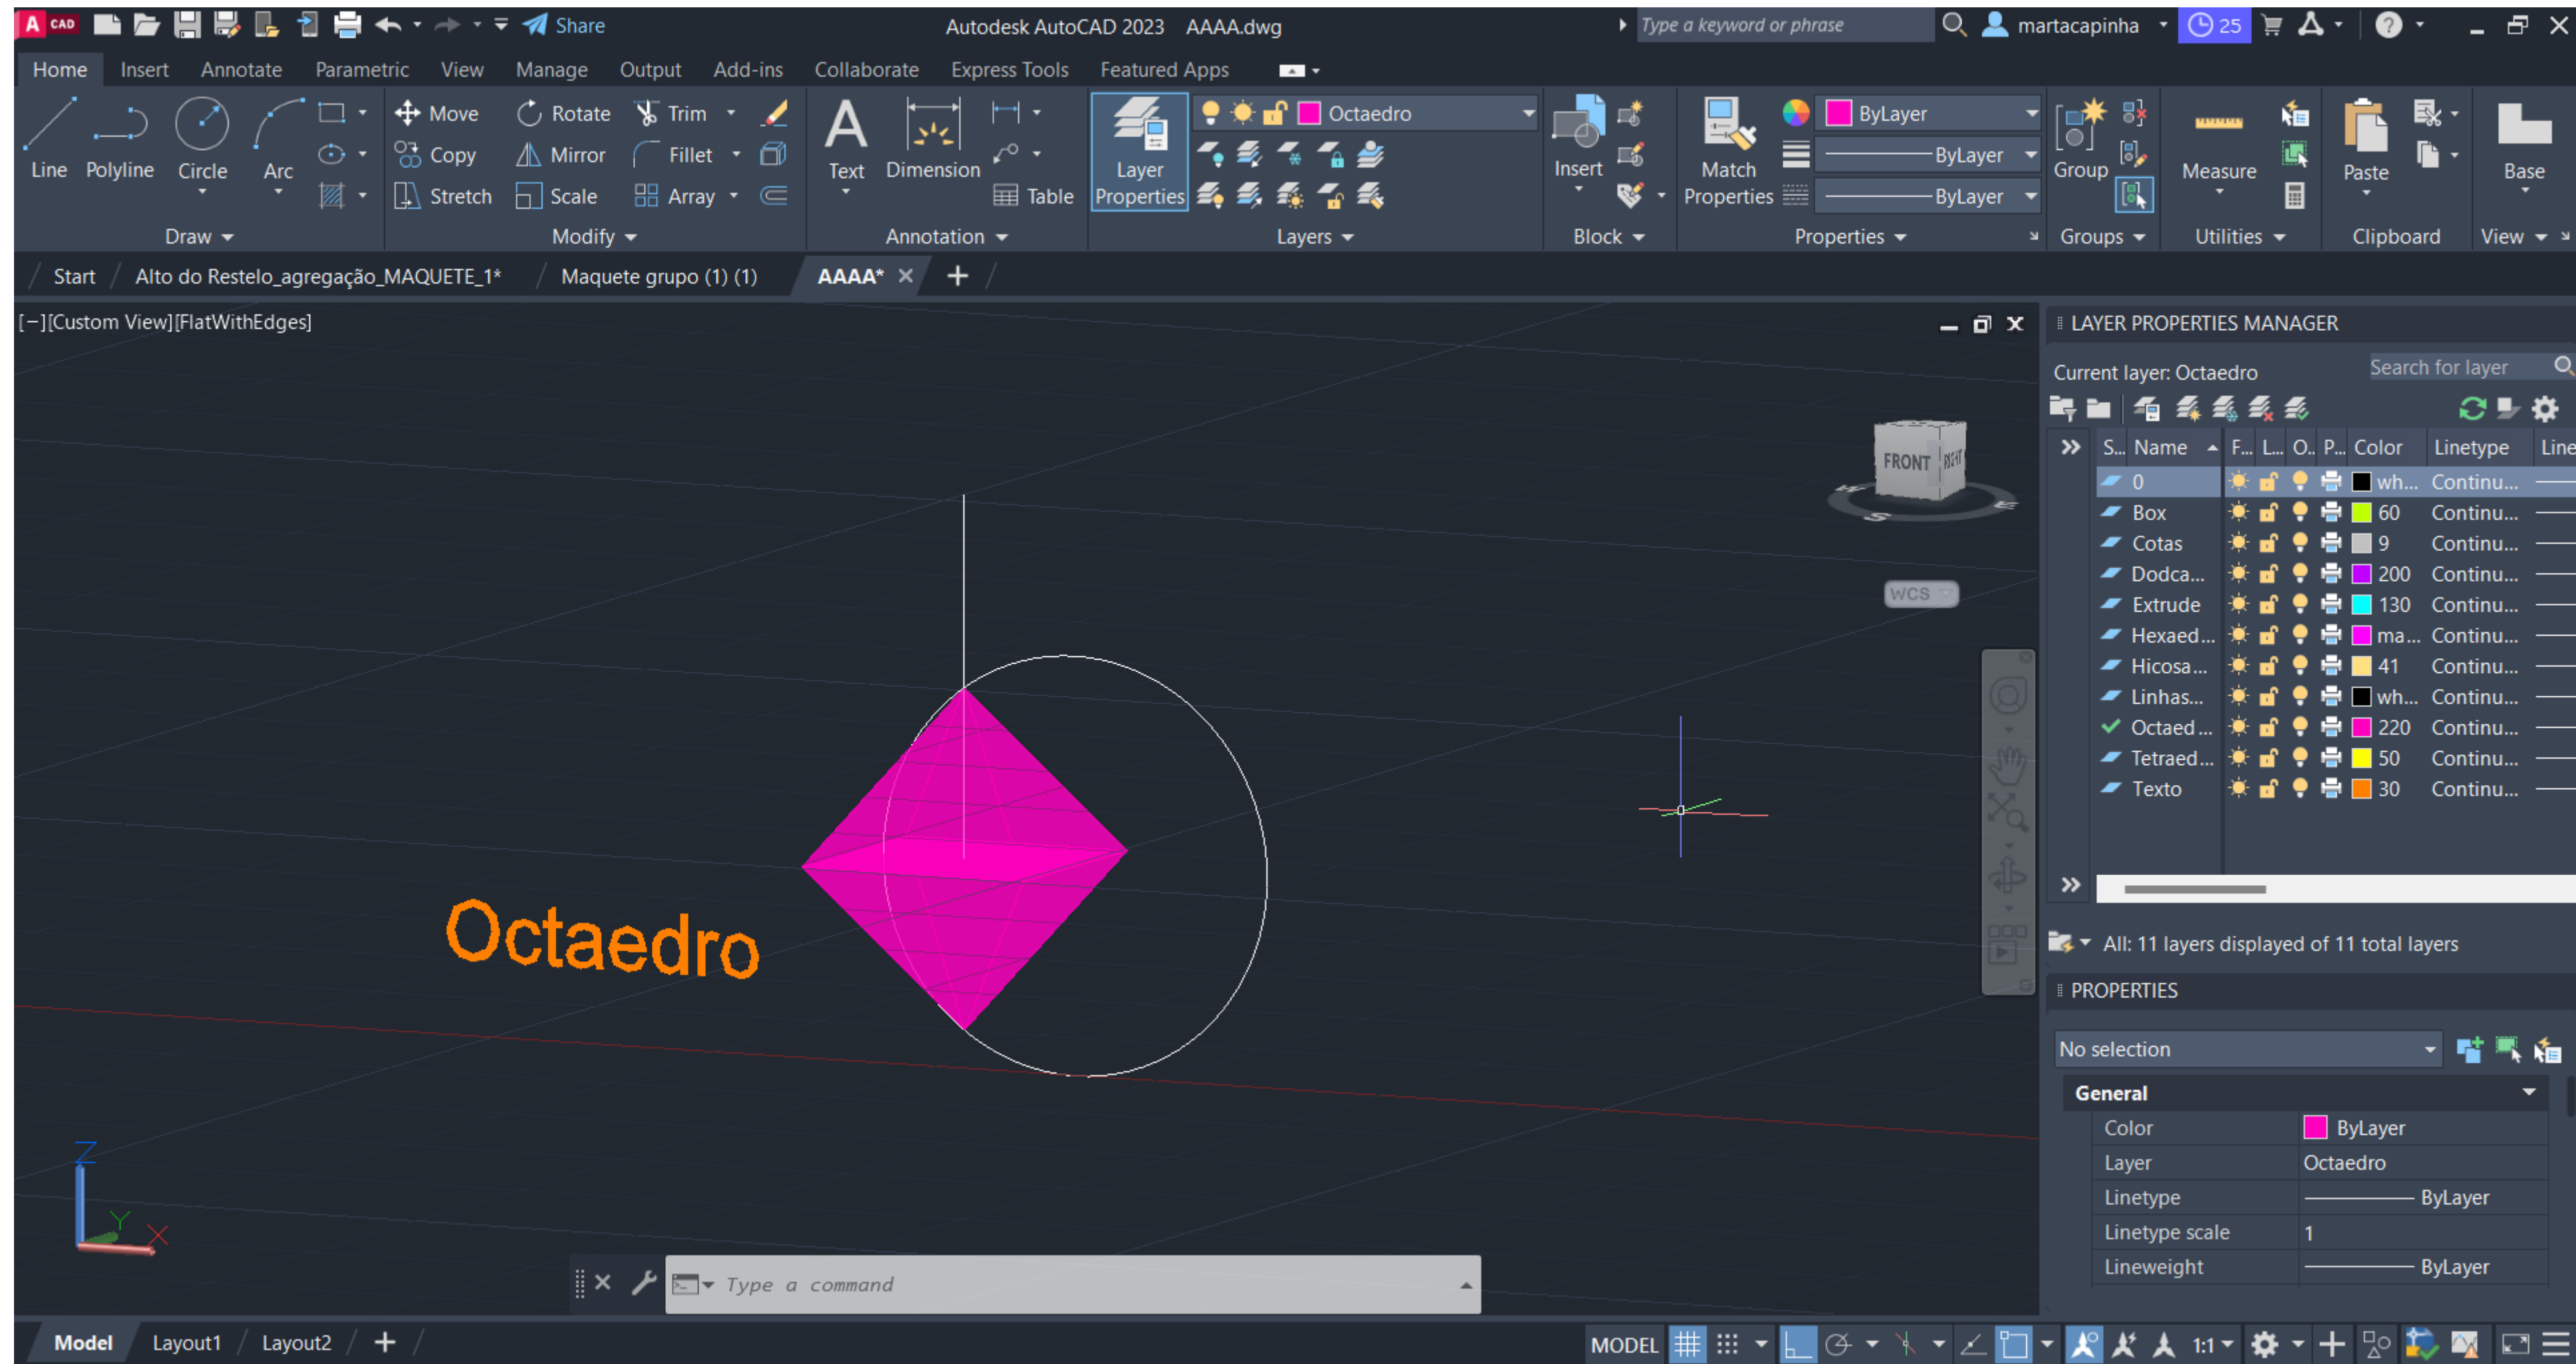 A CAD Share Autodesk AutoCAD 2023 AAAA.dwg Type a keyword or phrase martacapinha 25
Home Insert Annotate Parametric View Manage Output Add-ins Collaborate Express Tools Featured Apps
Move Rotate Trim Octaedro ByLayer
Copy Mirror Fillet ByLayer
Line Polyline Circle Arc Text Dimension Layer Properties Insert Match Properties Group Measure Paste Base
Stretch Scale Array Table ByLayer
Draw Modify Annotation Layers Block Properties Groups Utilities Clipboard View
Start Alto do Restelo_agregação_MAQUETE_1* Maquete grupo (1) (1) AAAA*
[−][Custom View][FlatWithEdges]
FRONT RIGHT
W S E
WCS
Octaedro
Z
Y X
Type a command
LAYER PROPERTIES MANAGER
Current layer: Octaedro Search for layer
S... Name F... L... O.. P... Color Linetype Line
0 wh... Continu...
Box 60 Continu...
Cotas 9 Continu...
Dodca... 200 Continu...
Extrude 130 Continu...
Hexaed... ma... Continu...
Hicosa... 41 Continu...
Linhas... wh... Continu...
Octaed... 220 Continu...
Tetraed... 50 Continu...
Texto 30 Continu...
All: 11 layers displayed of 11 total layers
PROPERTIES
No selection
General
Color ByLayer
Layer Octaedro
Linetype ByLayer
Linetype scale 1
Lineweight ByLayer
Model Layout1 Layout2 MODEL 1:1